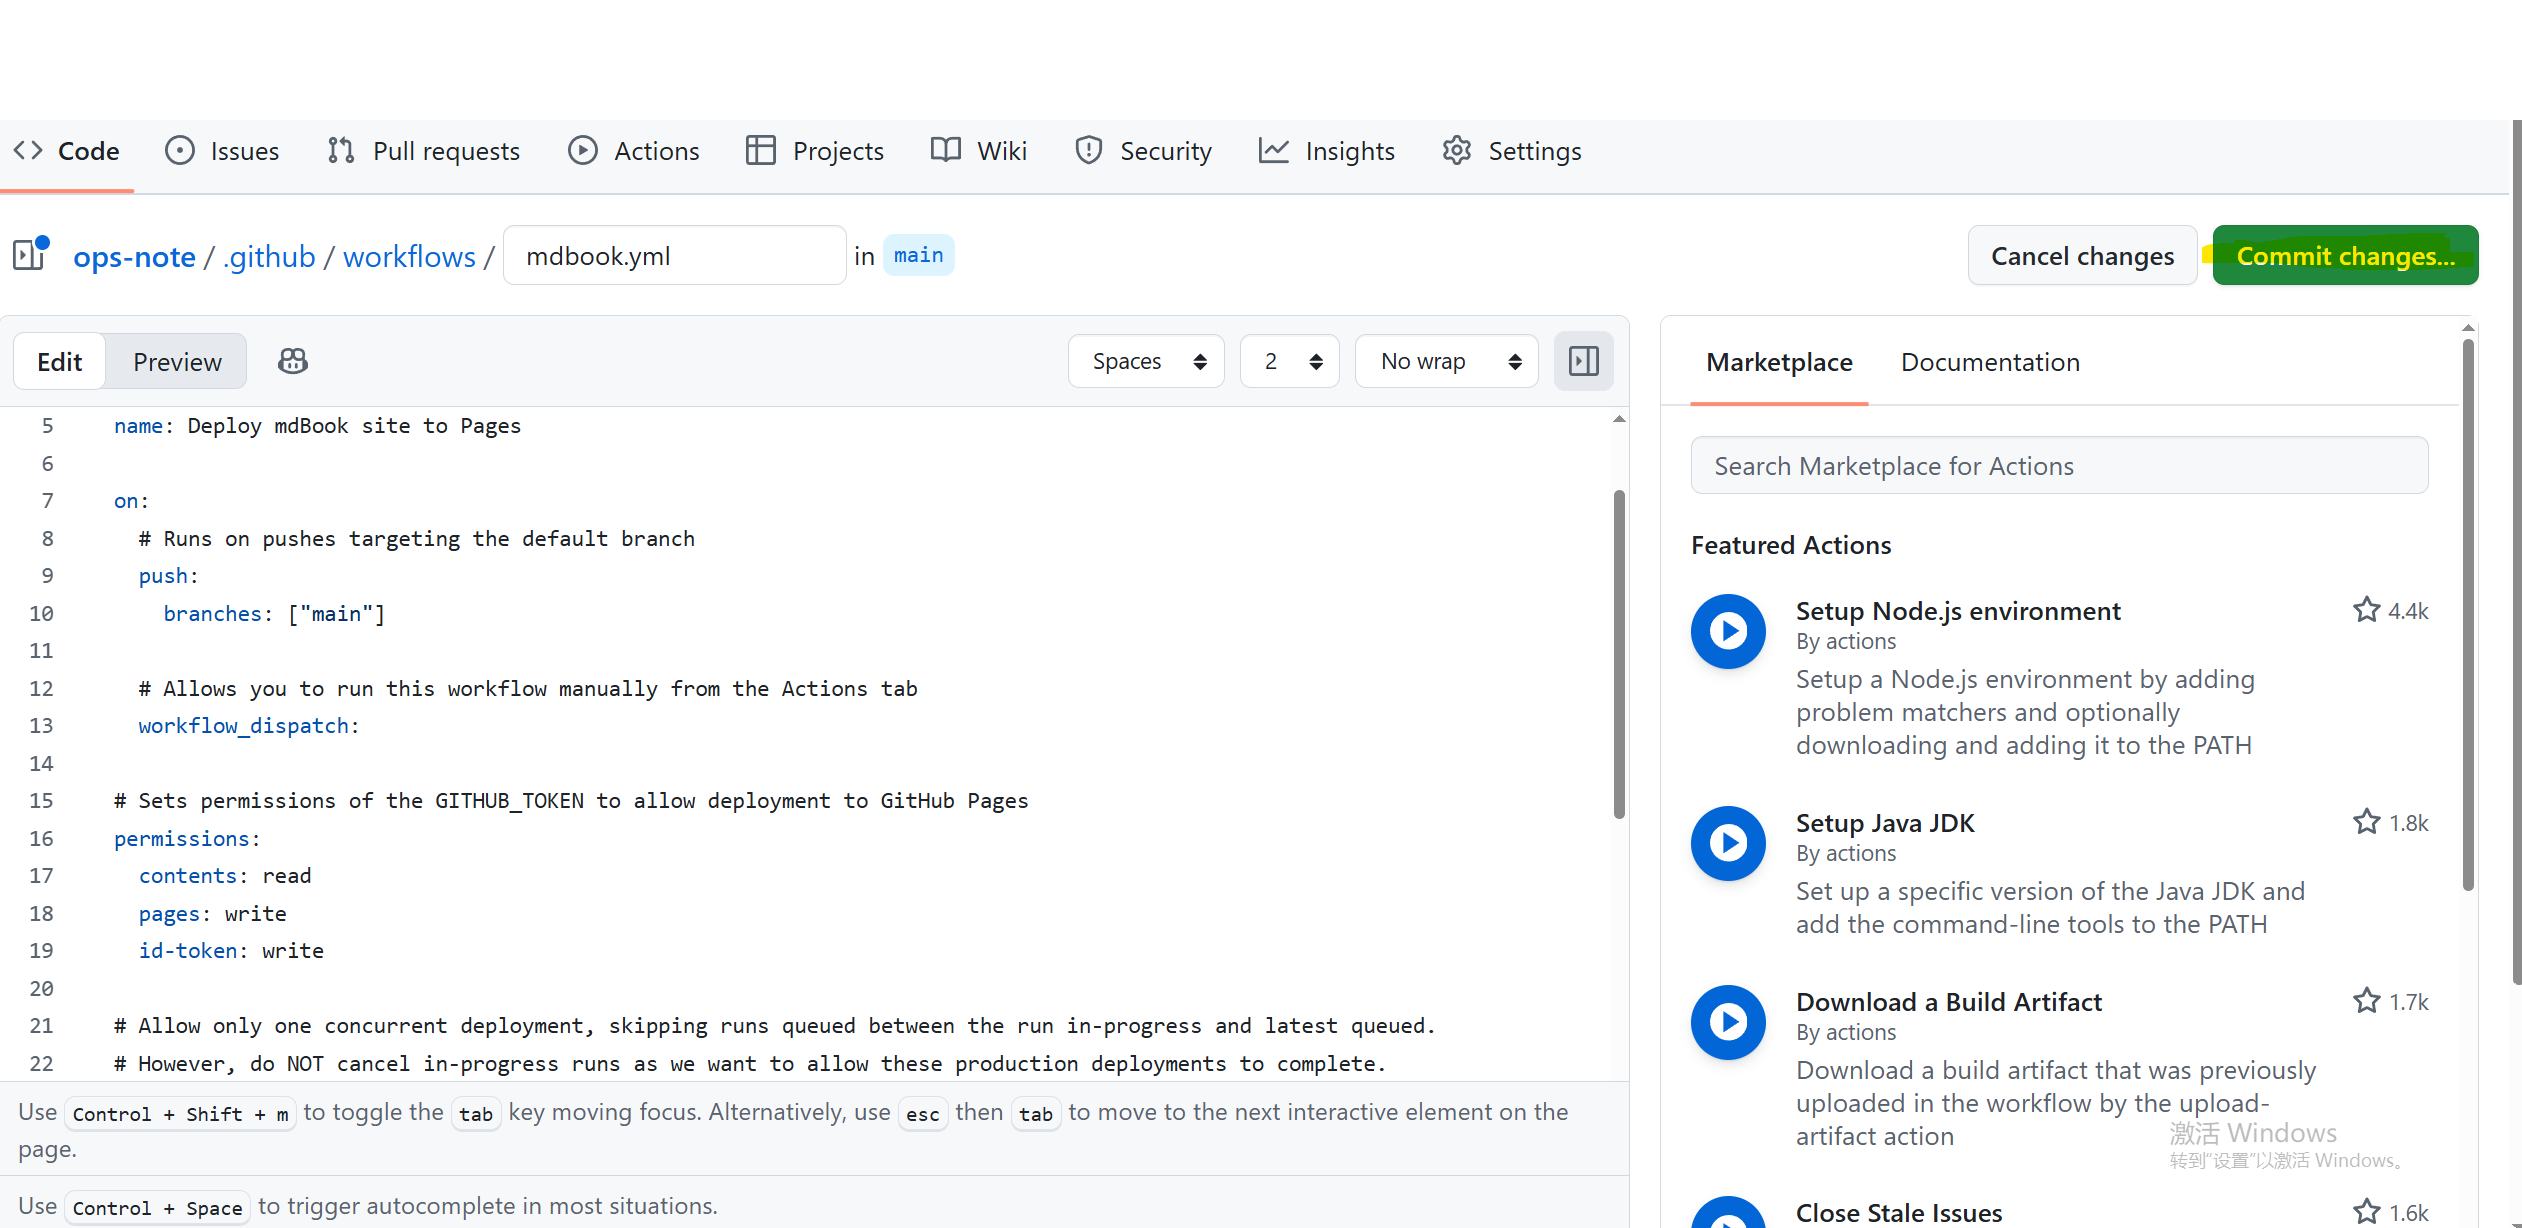 Code Issues Pull requests Actions Projects Wiki Security Insights Settings
ops-note / .github / workflows / mdbook.yml in main
Cancel changes Commit changes...
Edit Preview Spaces 2 No wrap
5 name: Deploy mdBook site to Pages
6
7 on:
8 # Runs on pushes targeting the default branch
9 push:
10 branches: ["main"]
11
12 # Allows you to run this workflow manually from the Actions tab
13 workflow_dispatch:
14
15 # Sets permissions of the GITHUB_TOKEN to allow deployment to GitHub Pages
16 permissions:
17 contents: read
18 pages: write
19 id-token: write
20
21 # Allow only one concurrent deployment, skipping runs queued between the run in-progress and latest queued.
22 # However, do NOT cancel in-progress runs as we want to allow these production deployments to complete.
Use Control + Shift + m to toggle the tab key moving focus. Alternatively, use esc then tab to move to the next interactive element on the
page.
Use Control + Space to trigger autocomplete in most situations.
Marketplace Documentation
Search Marketplace for Actions
Featured Actions
Setup Node.js environment 4.4k
By actions
Setup a Node.js environment by adding
problem matchers and optionally
downloading and adding it to the PATH
Setup Java JDK 1.8k
By actions
Set up a specific version of the Java JDK and
add the command-line tools to the PATH
Download a Build Artifact 1.7k
By actions
Download a build artifact that was previously
uploaded in the workflow by the upload-
artifact action
激活 Windows
转到"设置"以激活 Windows。
Close Stale Issues 1.6k